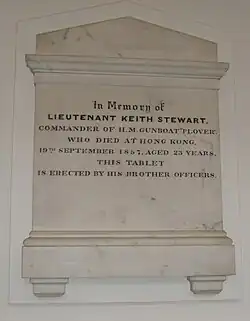 In Memory of
LIEUTENANT KEITH STEWART,
COMMANDER OF H.M. GUNBOAT "PLOVER"
WHO DIED AT HONG KONG,
19TH SEPTEMBER 1857, AGED 25 YEARS.
THIS TABLET
IS ERECTED BY HIS BROTHER OFFICERS.